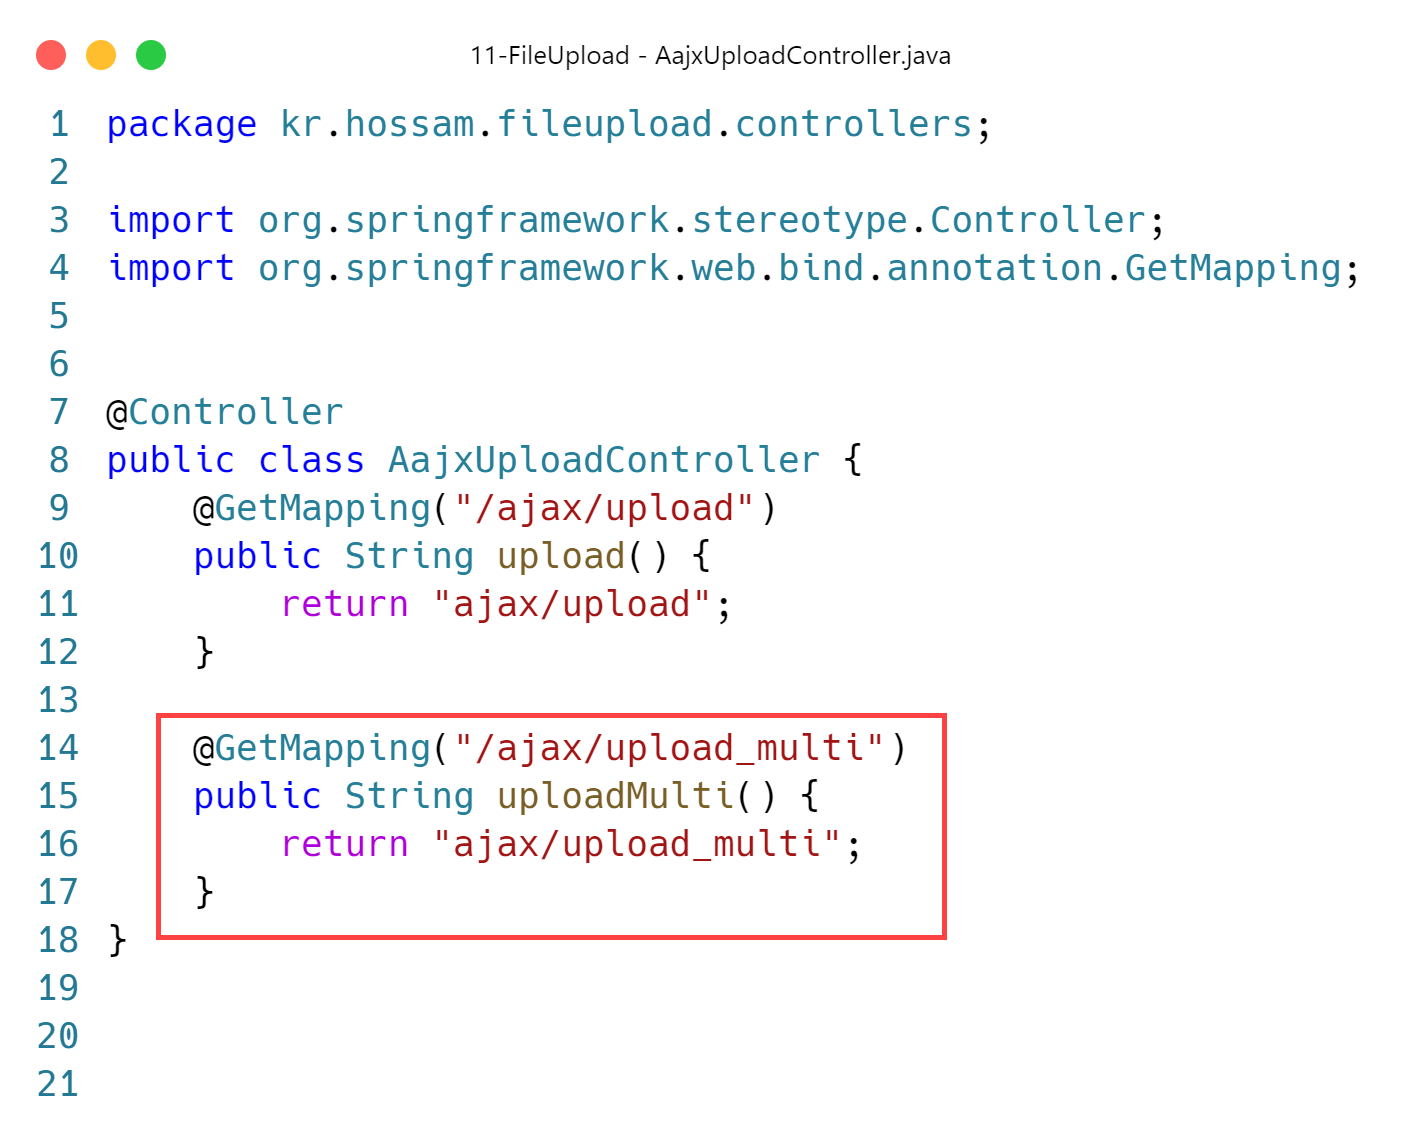 11-FileUpload - AajxUploadController.java
1 package kr.hossam.fileupload.controllers;
2
3 import org.springframework.stereotype.Controller;
4 import org.springframework.web.bind.annotation.GetMapping;
5
6
7 @Controller
8 public class AajxUploadController {
9     @GetMapping("/ajax/upload")
10     public String upload() {
11         return "ajax/upload";
12     }
13
14     @GetMapping("/ajax/upload_multi")
15     public String uploadMulti() {
16         return "ajax/upload_multi";
17     }
18 }
19
20
21